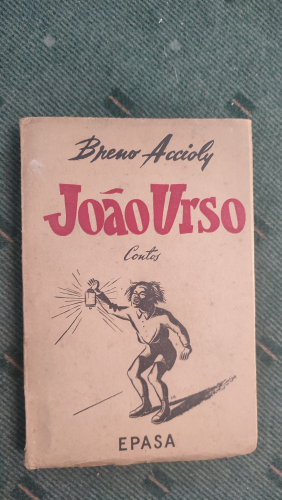 Breno Accioly
João Urso
Contos
EPASA